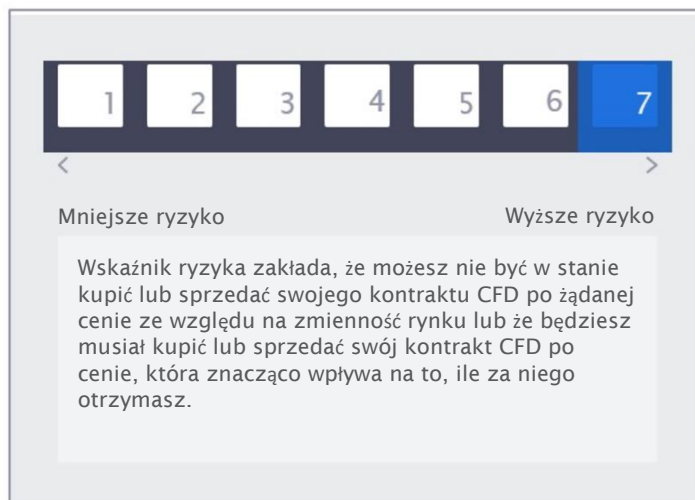 1 2 3 4 5 6 7
< >
Mniejsze ryzyko Wyższe ryzyko
Wskaźnik ryzyka zakłada, że możesz nie być w stanie
kupić lub sprzedać swojego kontraktu CFD po żądanej
cenie ze względu na zmienność rynku lub że będziesz
musiał kupić lub sprzedać swój kontrakt CFD po
cenie, która znacząco wpływa na to, ile za niego
otrzymasz.